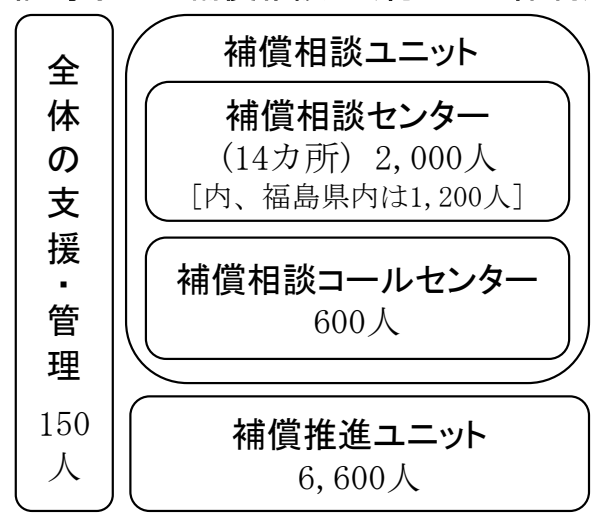 全体の支援・管理
150
人
補償相談ユニット
補償相談センター
(14カ所) 2,000人
[内、福島県内は1,200人]
補償相談コールセンター
600人
補償推進ユニット
6,600人